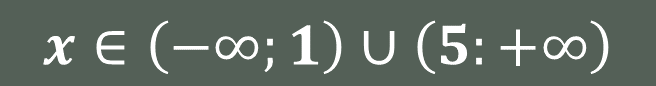 x ∈ (−∞; 1) ∪ (5: +∞)